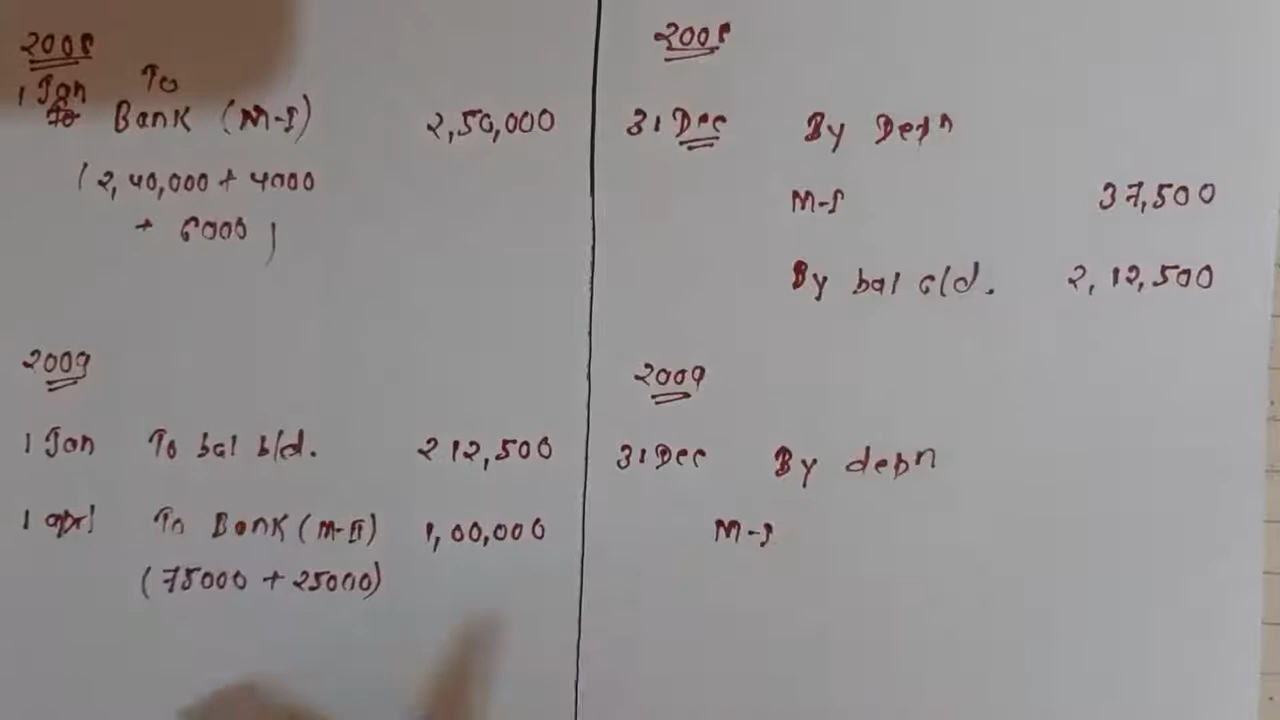 2008
1 Jan To
Bank (M-I) 2,50,000
(2,40,000 + 4000
+ 6000)
2009
1 Jan To bal b/d. 212,500
1 aprl To Bank (M-II) 1,00,000
(75000 + 25000)
2008
31 Dec By Depn
M-I 37,500
By bal c/d. 2,12,500
2009
31 Dec By depn
M-I